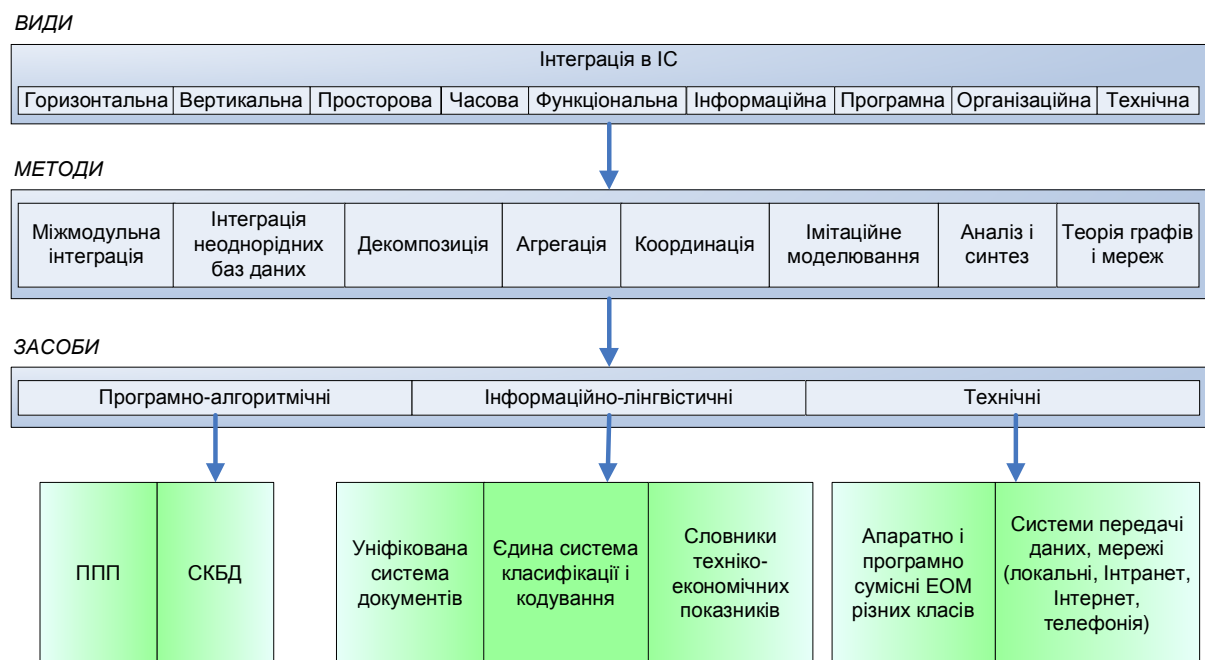 ВИДИ
Інтеграція в ІС
Горизонтальна Вертикальна Просторова Часова Функціональна Інформаційна Програмна Організаційна Технічна
МЕТОДИ
Міжмодульна
інтеграція
Інтеграція
неоднорідних
баз даних
Декомпозиція
Агрегація
Координація
Імітаційне
моделювання
Аналіз і
синтез
Теорія графів
і мереж
ЗАСОБИ
Програмно-алгоритмічні
Інформаційно-лінгвістичні
Технічні
ППП
СКБД
Уніфікована
система
документів
Єдина система
класифікації і
кодування
Словники
техніко-
економічних
показників
Апаратно і
програмно
сумісні ЕОМ
різних класів
Системи передачі
даних, мережі
(локальні, Інтранет,
Інтернет,
телефонія)